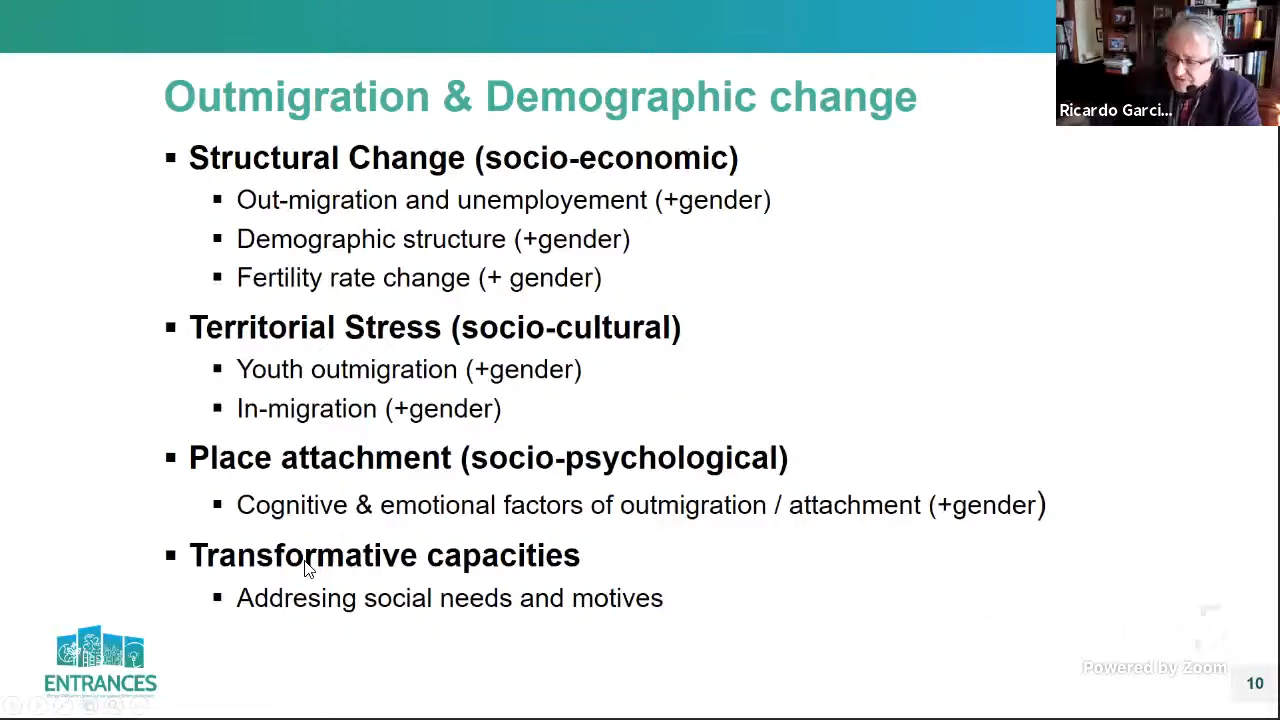 Outmigration & Demographic change
Ricardo Garci...
▪ Structural Change (socio-economic)
▪ Out-migration and unemployement (+gender)
▪ Demographic structure (+gender)
▪ Fertility rate change (+ gender)
▪ Territorial Stress (socio-cultural)
▪ Youth outmigration (+gender)
▪ In-migration (+gender)
▪ Place attachment (socio-psychological)
▪ Cognitive & emotional factors of outmigration / attachment (+gender)
▪ Transformative capacities
▪ Addresing social needs and motives
ENTRANCES
Powered by Zoom
10